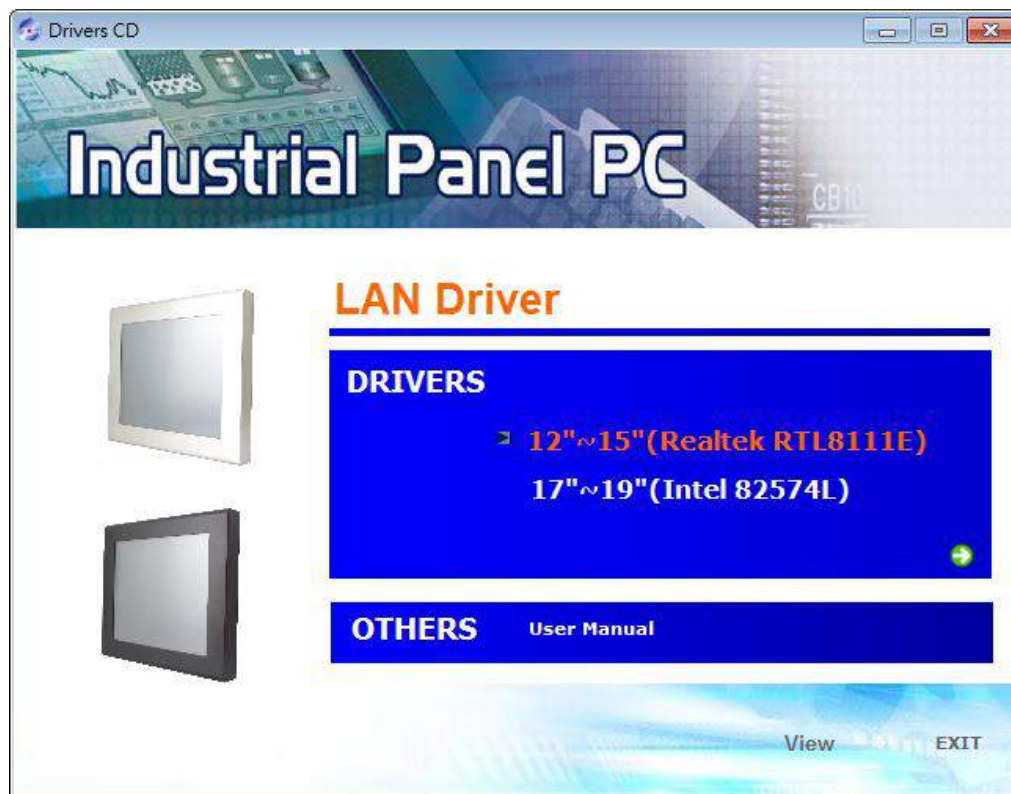 Drivers CD
Industrial Panel PC
CB10
LAN Driver
DRIVERS
12"~15"(Realtek RTL8111E)
17"~19"(Intel 82574L)
OTHERS User Manual
View EXIT